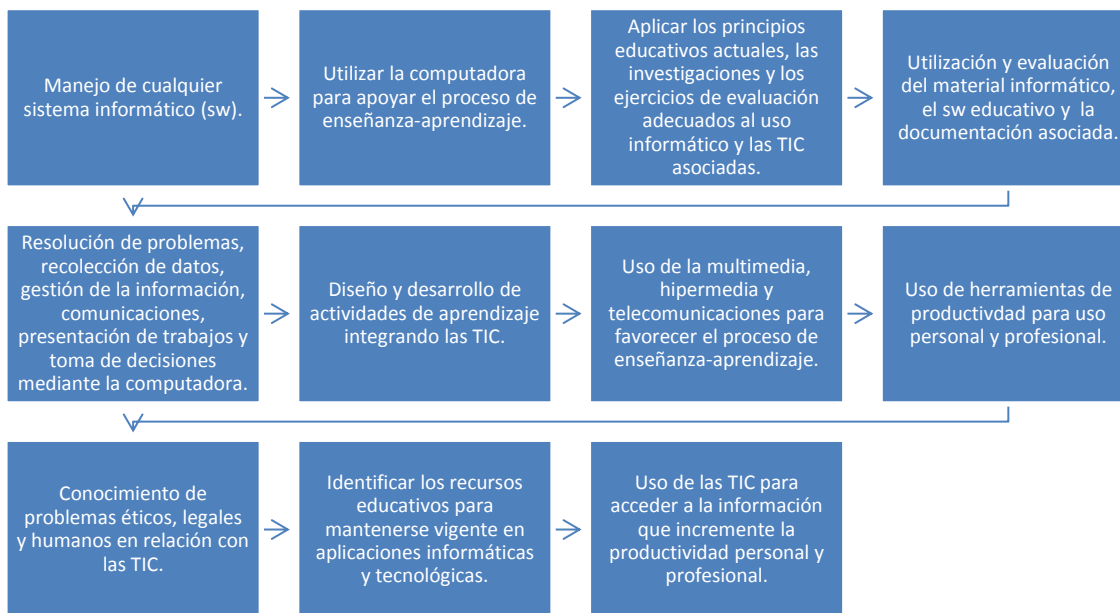 Manejo de cualquier
sistema informático (sw).
Utilizar la computadora
para apoyar el proceso de
enseñanza-aprendizaje.
Aplicar los principios
educativos actuales, las
investigaciones y los
ejercicios de evaluación
adecuados al uso
informático y las TIC
asociadas.
Utilización y evaluación
del material informático,
el sw educativo y  la
documentación asociada.
Resolución de problemas,
recolección de datos,
gestión de la información,
comunicaciones,
presentación de trabajos y
toma de decisiones
mediante la computadora.
Diseño y desarrollo de
actividades de aprendizaje
integrando las TIC.
Uso de la multimedia,
hipermedia y
telecomunicaciones para
favorecer el proceso de
enseñanza-aprendizaje.
Uso de herramientas de
productivdad para uso
personal y profesional.
Conocimiento de
problemas éticos, legales
y humanos en relación con
las TIC.
Identificar los recursos
educativos para
mantenerse vigente en
aplicaciones informáticas
y tecnológicas.
Uso de las TIC para
acceder a la información
que incremente la
productividad personal y
profesional.